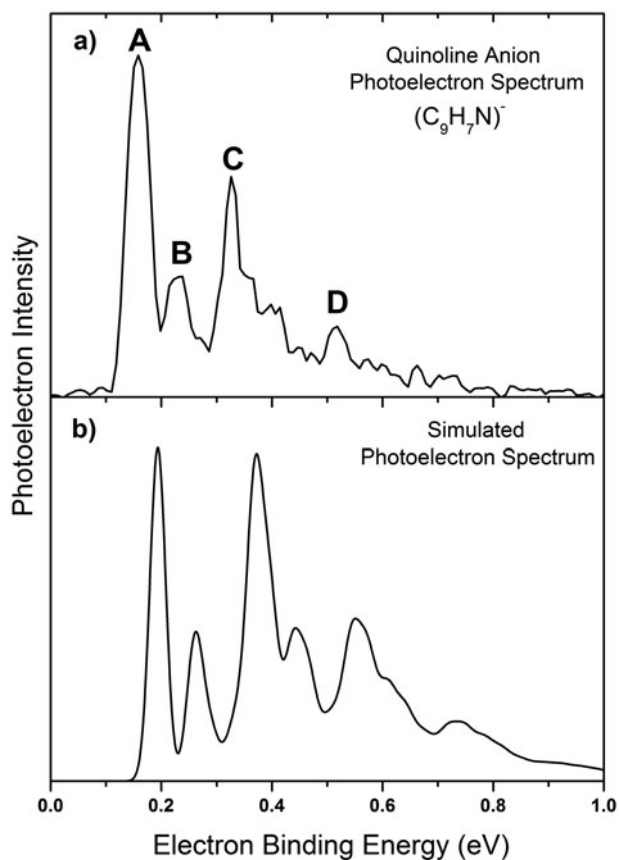 a)
A
Quinoline Anion
Photoelectron Spectrum
(C₉H₇N)⁻
C
B
D
Photoelectron Intensity
b)
Simulated
Photoelectron Spectrum
0.0 0.2 0.4 0.6 0.8 1.0
Electron Binding Energy (eV)